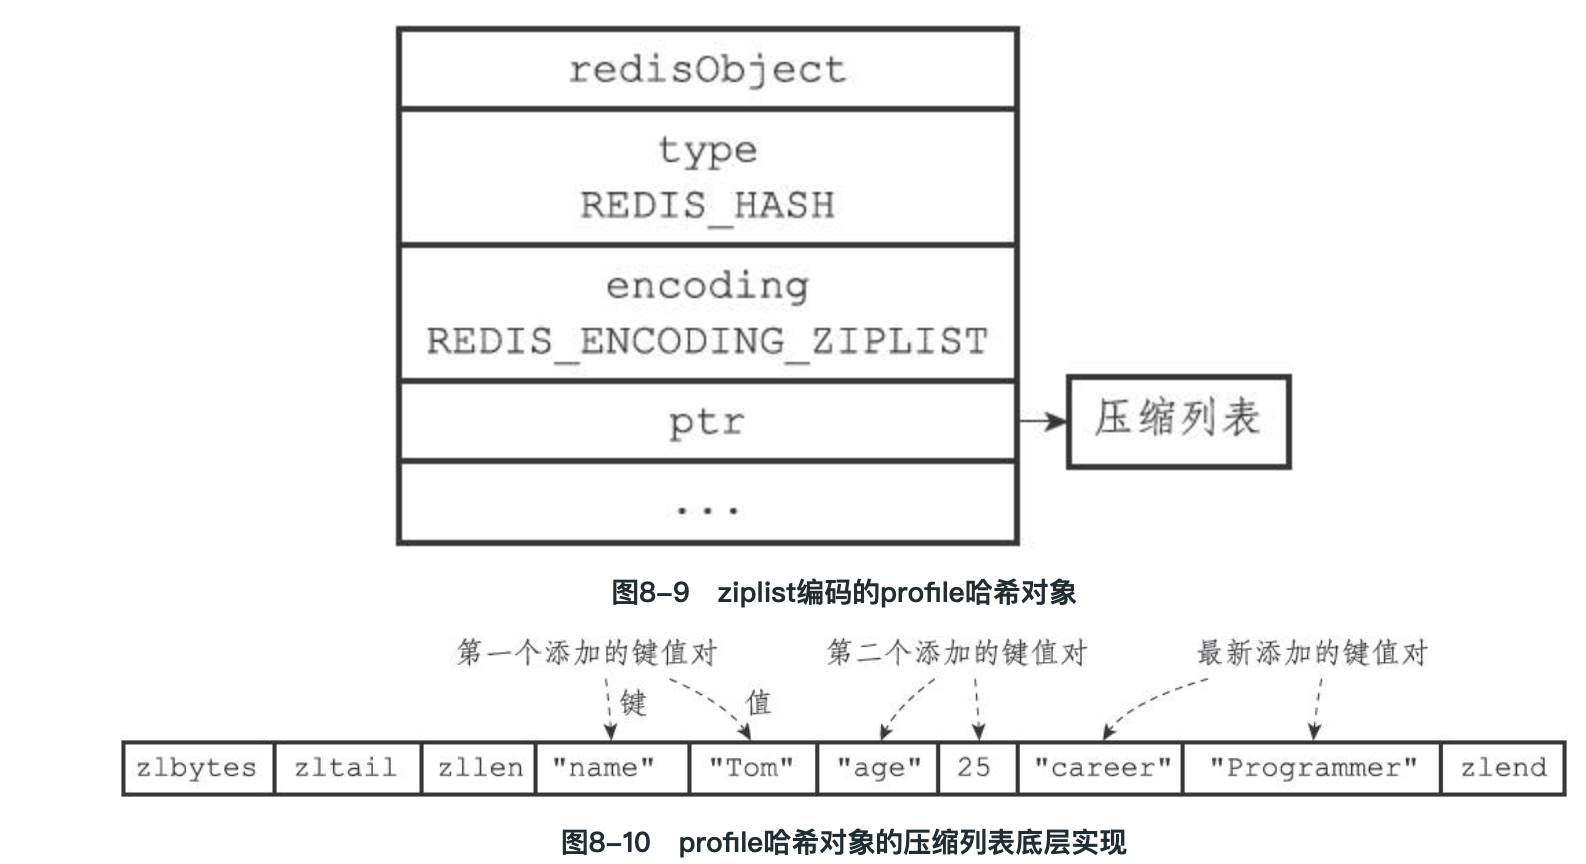 redisObject
type
REDIS_HASH
encoding
REDIS_ENCODING_ZIPLIST
ptr
压缩列表
...
图8-9 ziplist编码的profile哈希对象
第一个添加的键值对 第二个添加的键值对 最新添加的键值对
键 值
zlbytes zltail zllen "name" "Tom" "age" 25 "career" "Programmer" zlend
图8-10 profile哈希对象的压缩列表底层实现